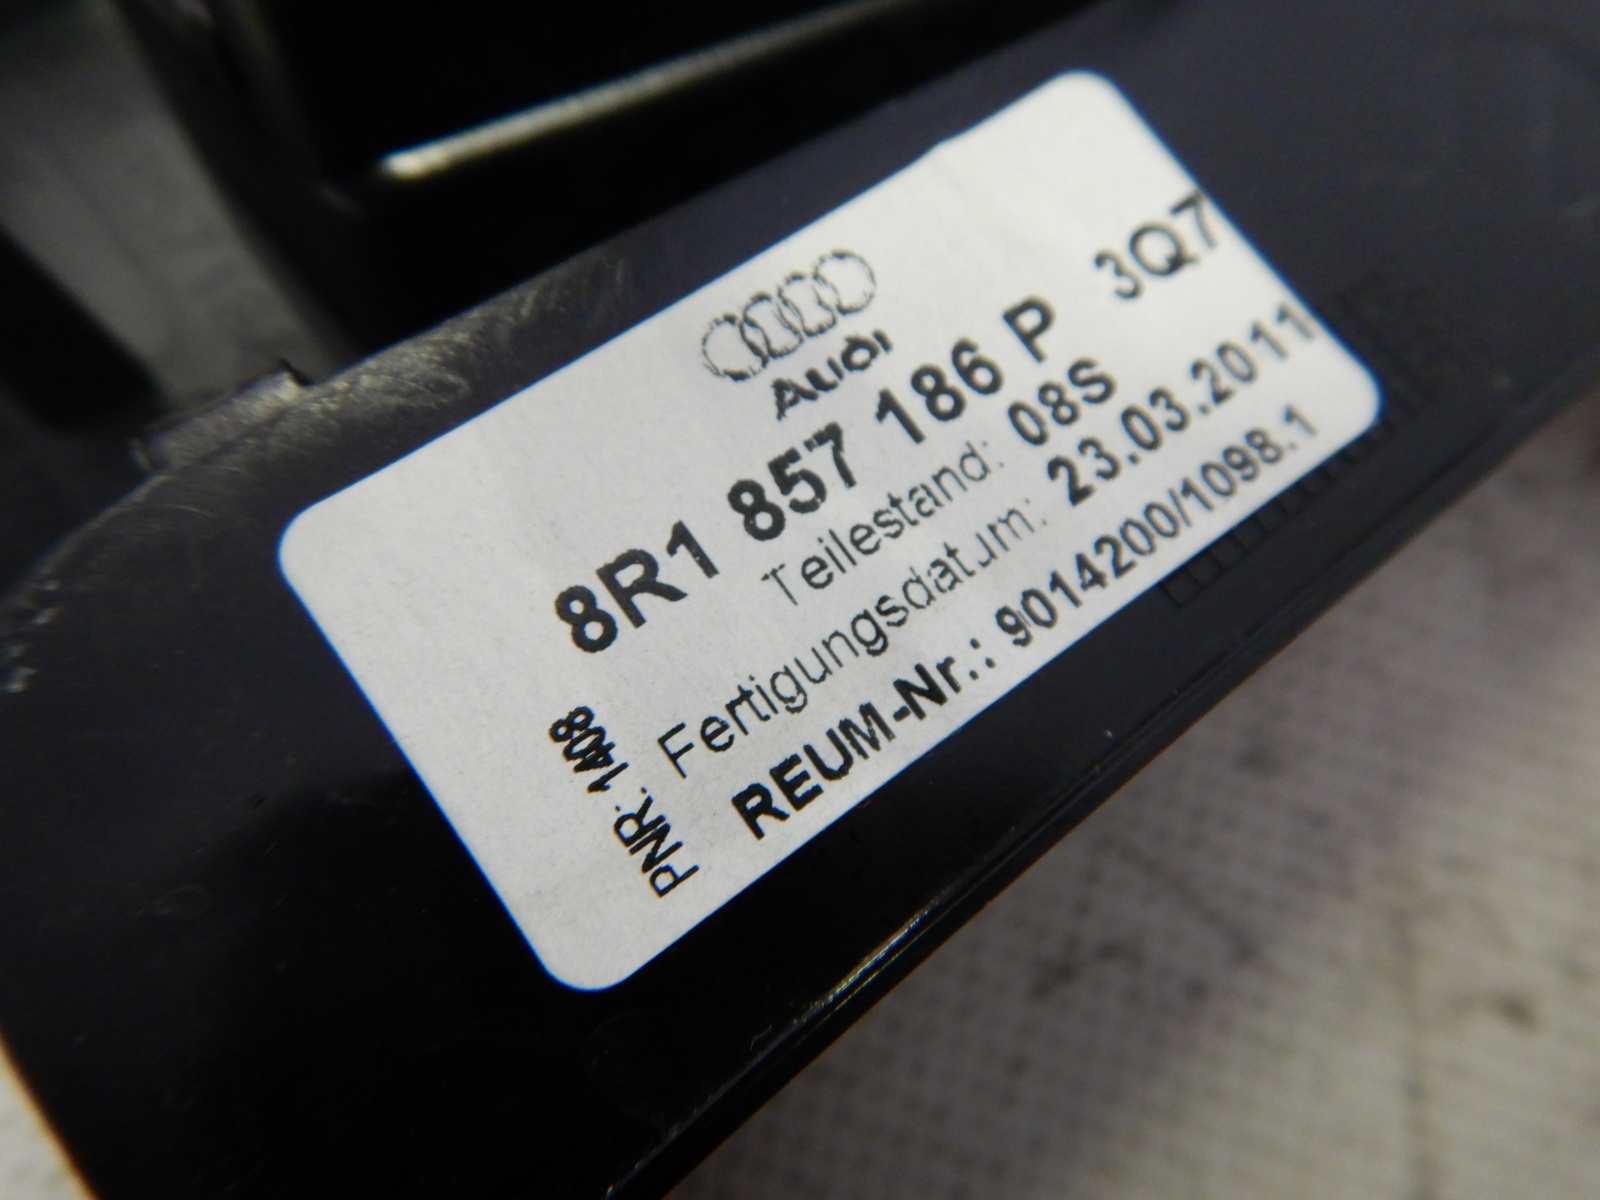 Audi
8R1 857 186 P 3Q7
Teilestand: 08S
Fertigungsdatum: 23.03.2011
REUM-Nr.: 9014200/1098.1
PNR.: 1408